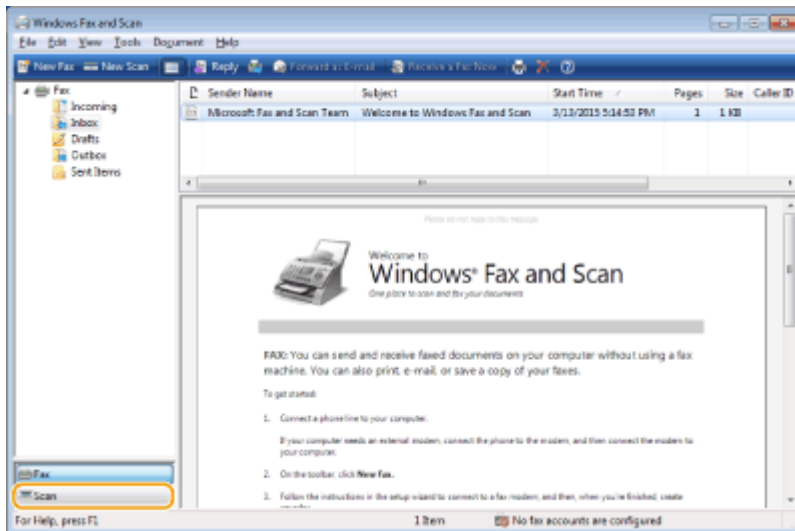 Windows Fax and Scan
File Edit View Tools Document Help
New Fax New Scan Reply Forward as E-mail Receive a Fax Now
Fax
Incoming
Inbox
Drafts
Outbox
Sent Items
Sender Name Subject Start Time Pages Size Caller ID
Microsoft Fax and Scan Team Welcome to Windows Fax and Scan 3/13/2015 5:14:53 PM 1 1 KB
Please do not reply to this message
Welcome to
Windows® Fax and Scan
One place to scan and fax your documents
FAX: You can send and receive faxed documents on your computer without using a fax
machine. You can also print, e-mail, or save a copy of your faxes.
To get started:
1. Connect a phone line to your computer.
If your computer needs an external modem, connect the phone to the modem, and then connect the modem to
your computer.
2. On the toolbar, click New Fax.
3. Follow the instructions in the setup wizard to connect to a fax modem, and then, when you're finished, create
Fax
Scan
For Help, press F1 1 Item No fax accounts are configured